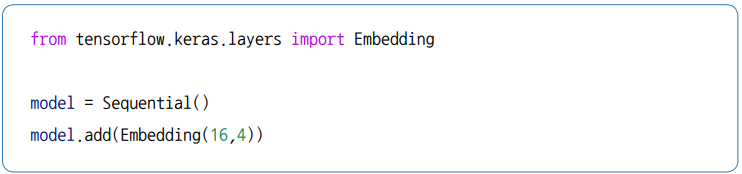 from tensorflow.keras.layers import Embedding
model = Sequential()
model.add(Embedding(16,4))